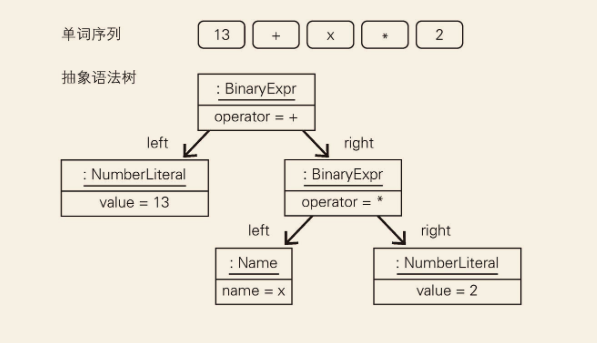 单词序列 13 + x * 2
抽象语法树
: BinaryExpr
operator = +
left right
: NumberLiteral : BinaryExpr
value = 13 operator = *
left right
: Name : NumberLiteral
name = x value = 2